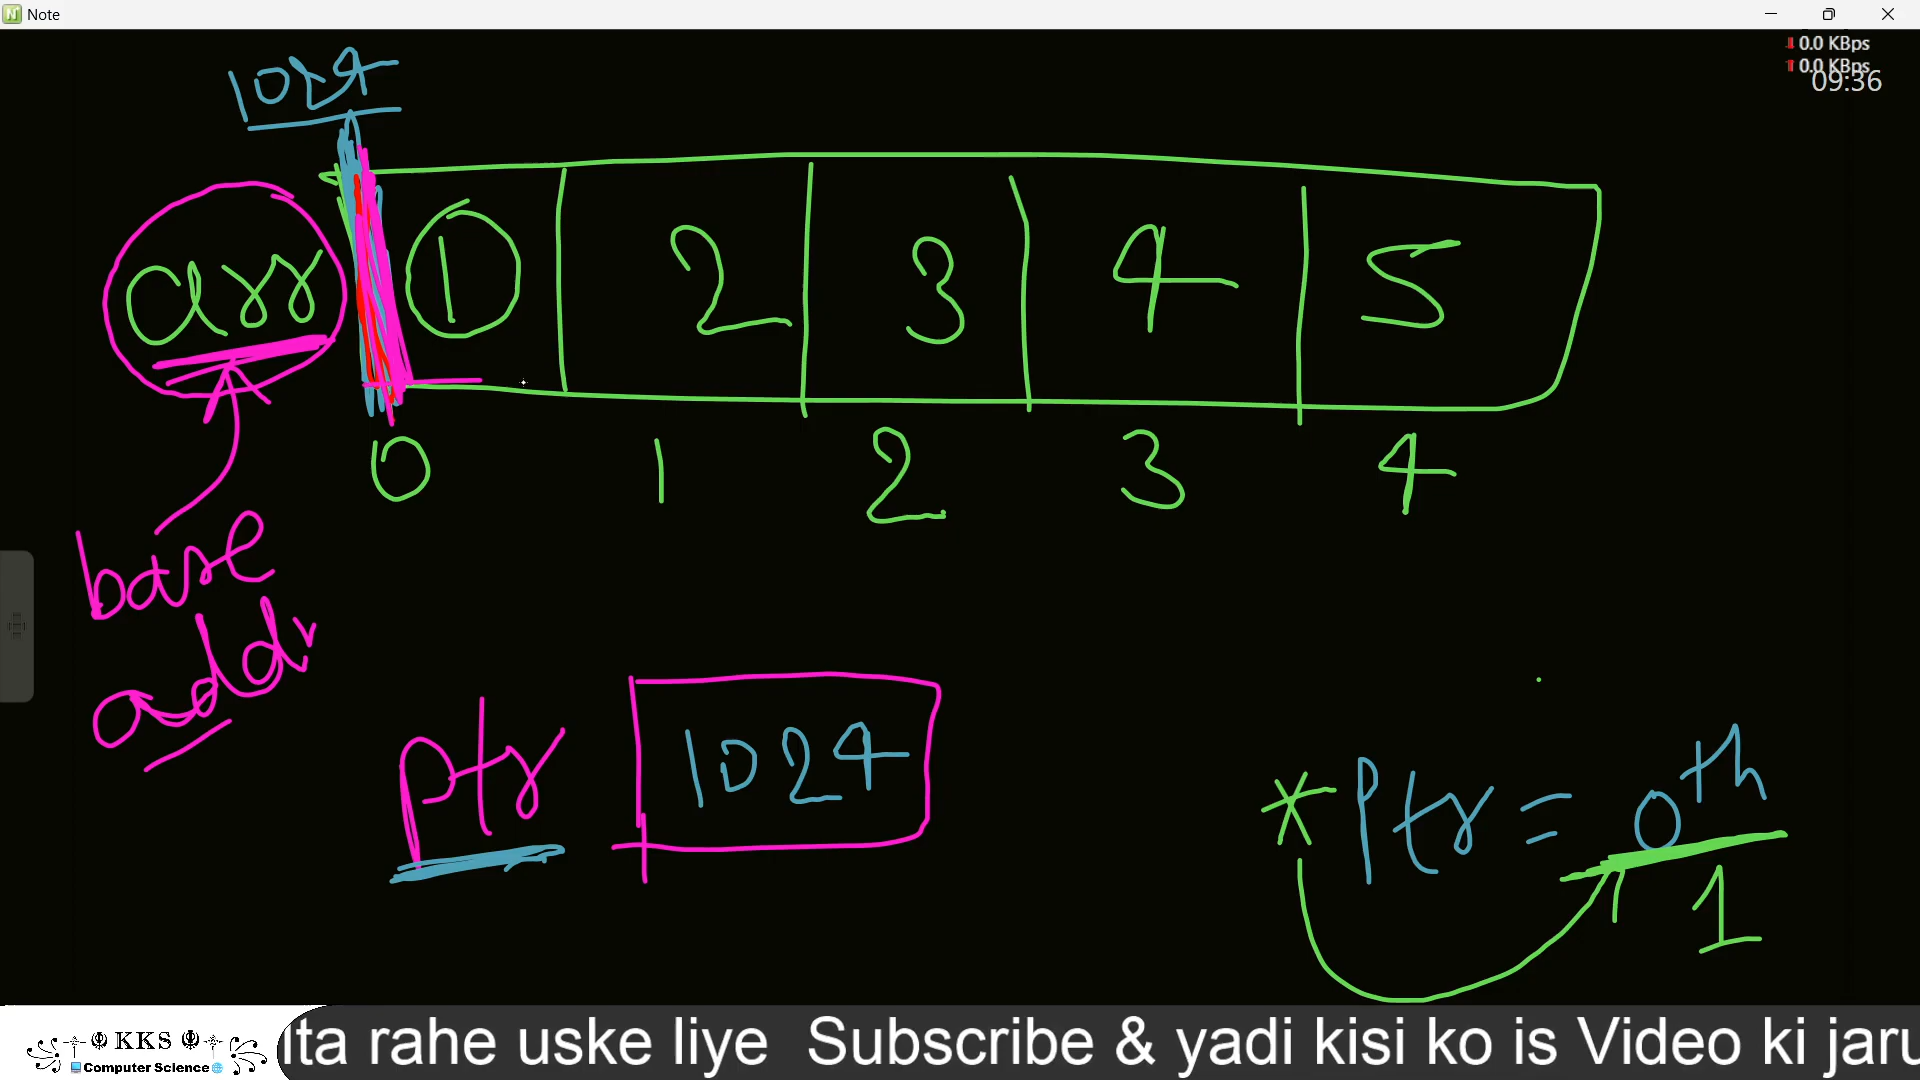 Note
0.0 KBps
0.0 KBps
09:36
1024
arr
1 2 3 4 5
0 1 2 3 4
base
addr
ptr 1024
*Ptr = 0th
1
KKS
Computer Science
lta rahe uske liye Subscribe & yadi kisi ko is Video ki jaru